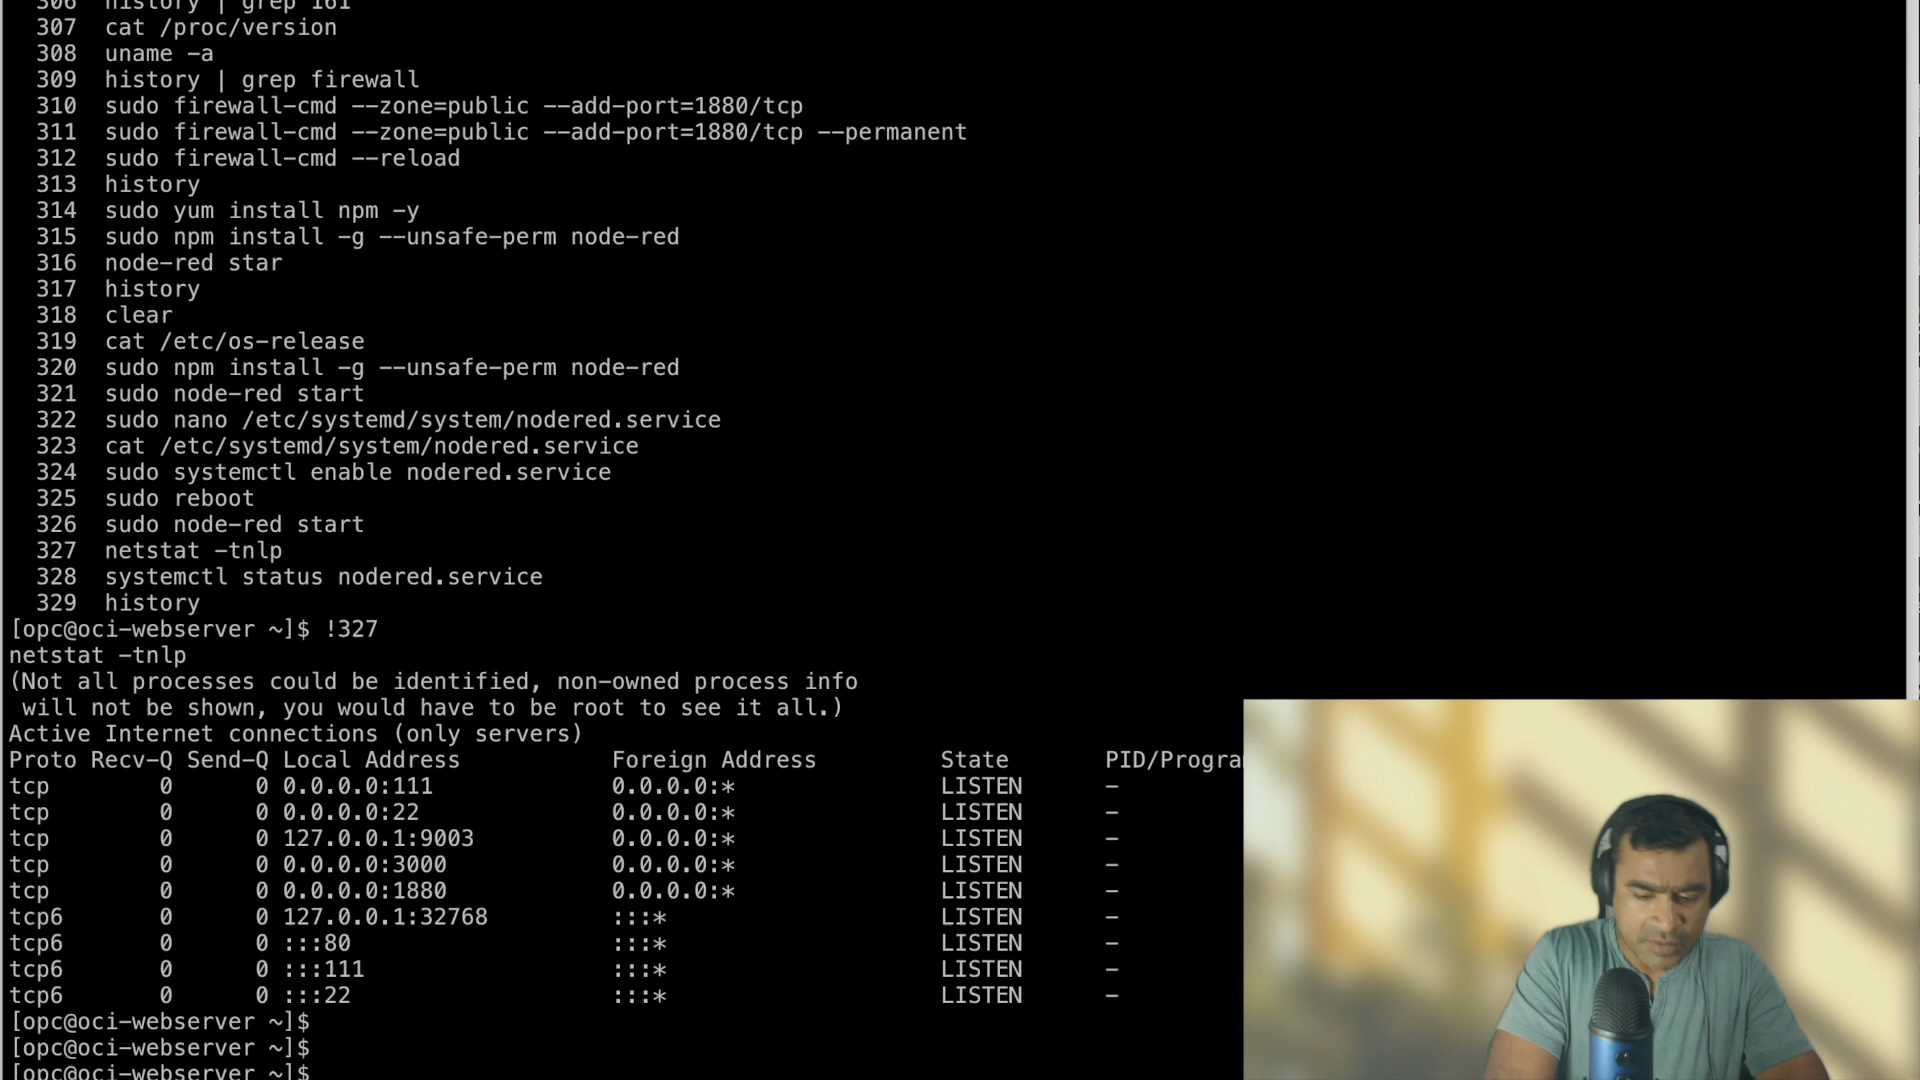 306  history | grep 161
307  cat /proc/version
308  uname -a
309  history | grep firewall
310  sudo firewall-cmd --zone=public --add-port=1880/tcp
311  sudo firewall-cmd --zone=public --add-port=1880/tcp --permanent
312  sudo firewall-cmd --reload
313  history
314  sudo yum install npm -y
315  sudo npm install -g --unsafe-perm node-red
316  node-red star
317  history
318  clear
319  cat /etc/os-release
320  sudo npm install -g --unsafe-perm node-red
321  sudo node-red start
322  sudo nano /etc/systemd/system/nodered.service
323  cat /etc/systemd/system/nodered.service
324  sudo systemctl enable nodered.service
325  sudo reboot
326  sudo node-red start
327  netstat -tnlp
328  systemctl status nodered.service
329  history
[opc@oci-webserver ~]$ !327
netstat -tnlp
(Not all processes could be identified, non-owned process info
 will not be shown, you would have to be root to see it all.)
Active Internet connections (only servers)
Proto Recv-Q Send-Q Local Address           Foreign Address         State       PID/Progra
tcp        0      0 0.0.0.0:111             0.0.0.0:*               LISTEN      -
tcp        0      0 0.0.0.0:22              0.0.0.0:*               LISTEN      -
tcp        0      0 127.0.0.1:9003          0.0.0.0:*               LISTEN      -
tcp        0      0 0.0.0.0:3000            0.0.0.0:*               LISTEN      -
tcp        0      0 0.0.0.0:1880            0.0.0.0:*               LISTEN      -
tcp6       0      0 127.0.0.1:32768         :::*                    LISTEN      -
tcp6       0      0 :::80                   :::*                    LISTEN      -
tcp6       0      0 :::111                  :::*                    LISTEN      -
tcp6       0      0 :::22                   :::*                    LISTEN      -
[opc@oci-webserver ~]$
[opc@oci-webserver ~]$
[opc@oci-webserver ~]$